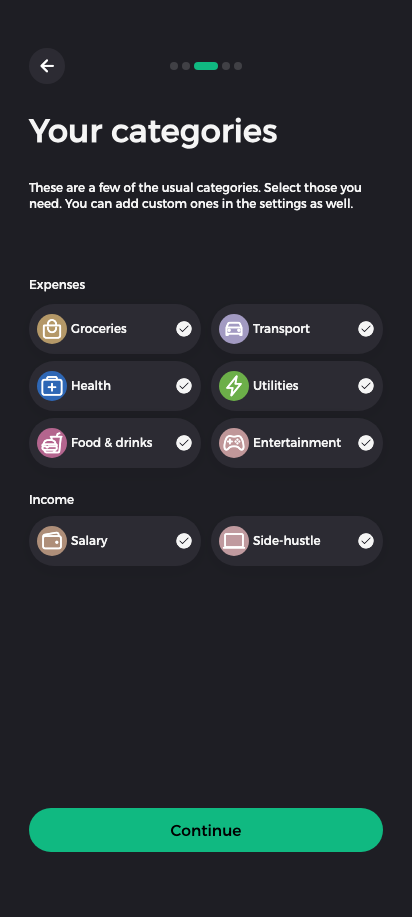 Your categories
These are a few of the usual categories. Select those you
need. You can add custom ones in the settings as well.
Expenses
Groceries
Transport
Health
Utilities
Food & drinks
Entertainment
Income
Salary
Side-hustle
Continue